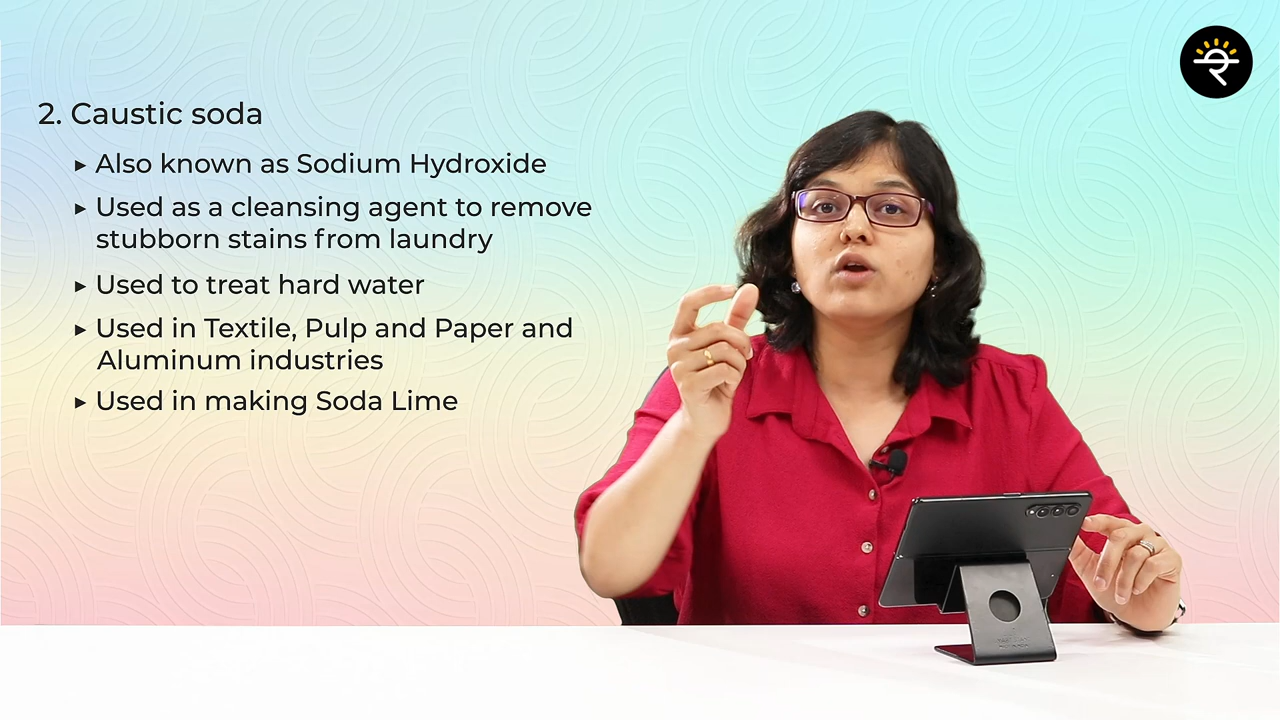 2. Caustic soda
▸ Also known as Sodium Hydroxide
▸ Used as a cleansing agent to remove
stubborn stains from laundry
▸ Used to treat hard water
▸ Used in Textile, Pulp and Paper and
Aluminum industries
▸ Used in making Soda Lime